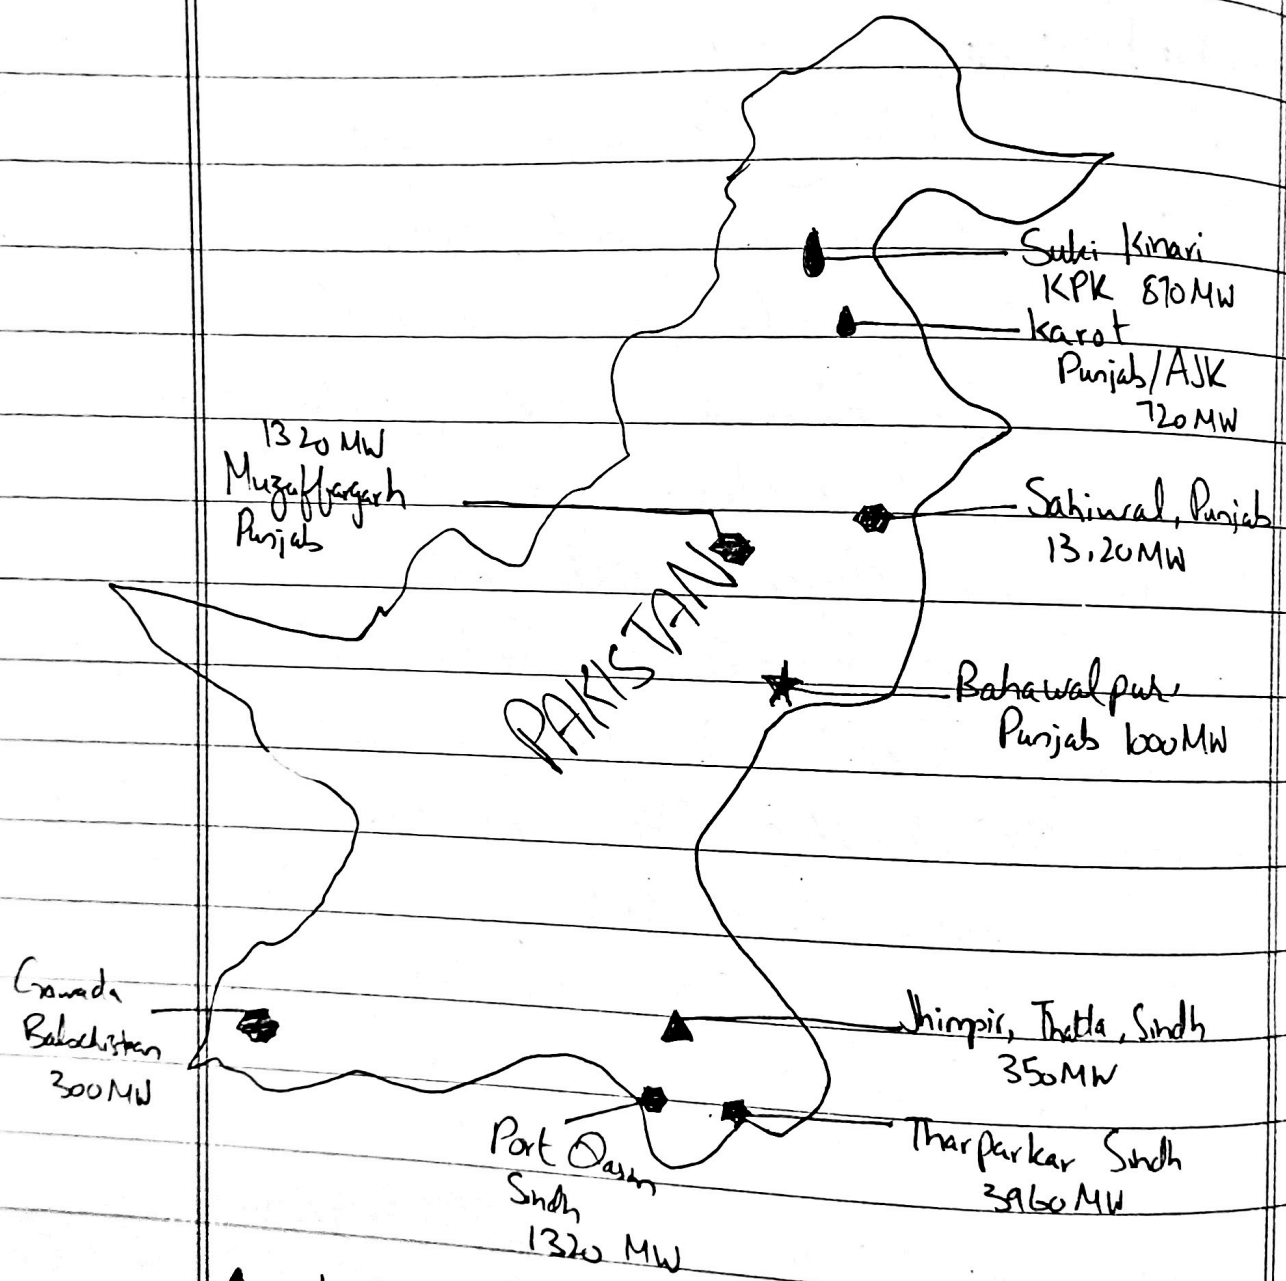 Suki Kinari
KPK 870MW
Karot
Punjab/AJK
720MW
1320 MW
Muzaffargarh
Punjab
Sahiwal, Punjab
13,20MW
PAKISTAN
Bahawalpur
Punjab 1000MW
Gowada
Balochistan
300MW
Jhimpir, Thatta, Sindh
350MW
Port Qasim
Sindh
1320 MW
Tharparkar Sindh
3960MW